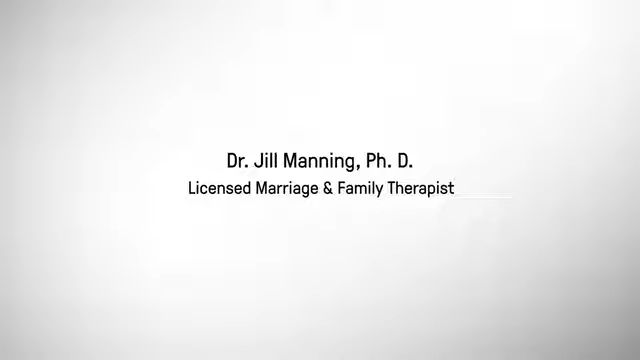 Dr. Jill Manning, Ph. D.
Licensed Marriage & Family Therapist